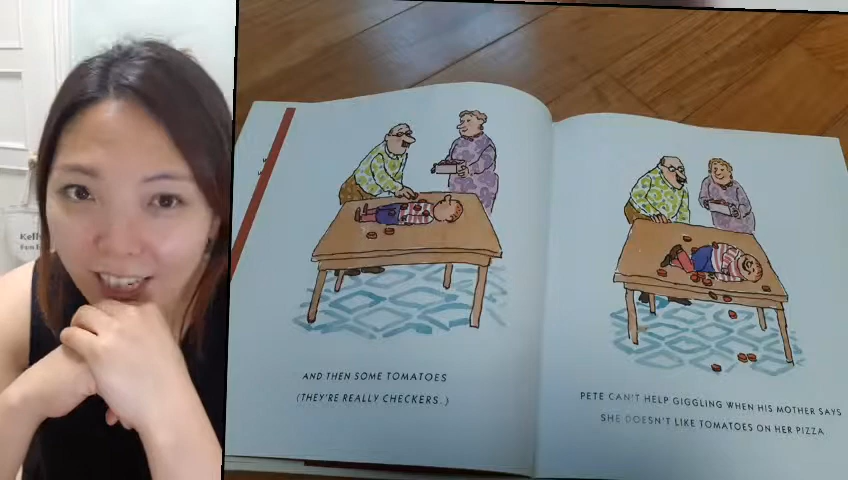 Kelly
AND THEN SOME TOMATOES
(THEY'RE REALLY CHECKERS.)
PETE CAN'T HELP GIGGLING WHEN HIS MOTHER SAYS
SHE DOESN'T LIKE TOMATOES ON HER PIZZA